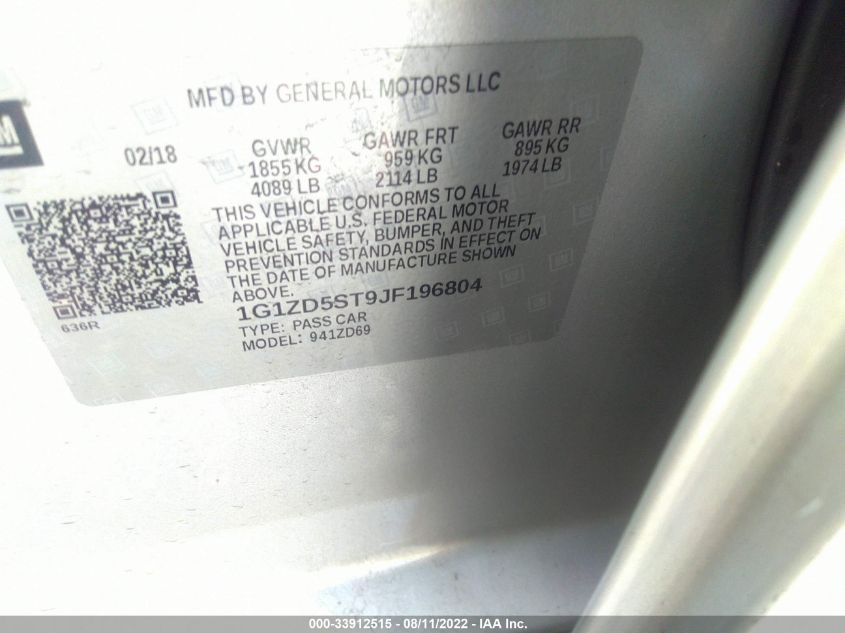 MFD BY GENERAL MOTORS LLC
GM
02/18 GVWR GAWR FRT GAWR RR
1855 KG 959 KG 895 KG
4089 LB 2114 LB 1974 LB
THIS VEHICLE CONFORMS TO ALL
APPLICABLE U.S. FEDERAL MOTOR
VEHICLE SAFETY, BUMPER, AND THEFT
PREVENTION STANDARDS IN EFFECT ON
THE DATE OF MANUFACTURE SHOWN
ABOVE.
1G1ZD5ST9JF196804
TYPE: PASS CAR
MODEL: 941ZD69
636R
000-33912515 - 08/11/2022 - IAA Inc.